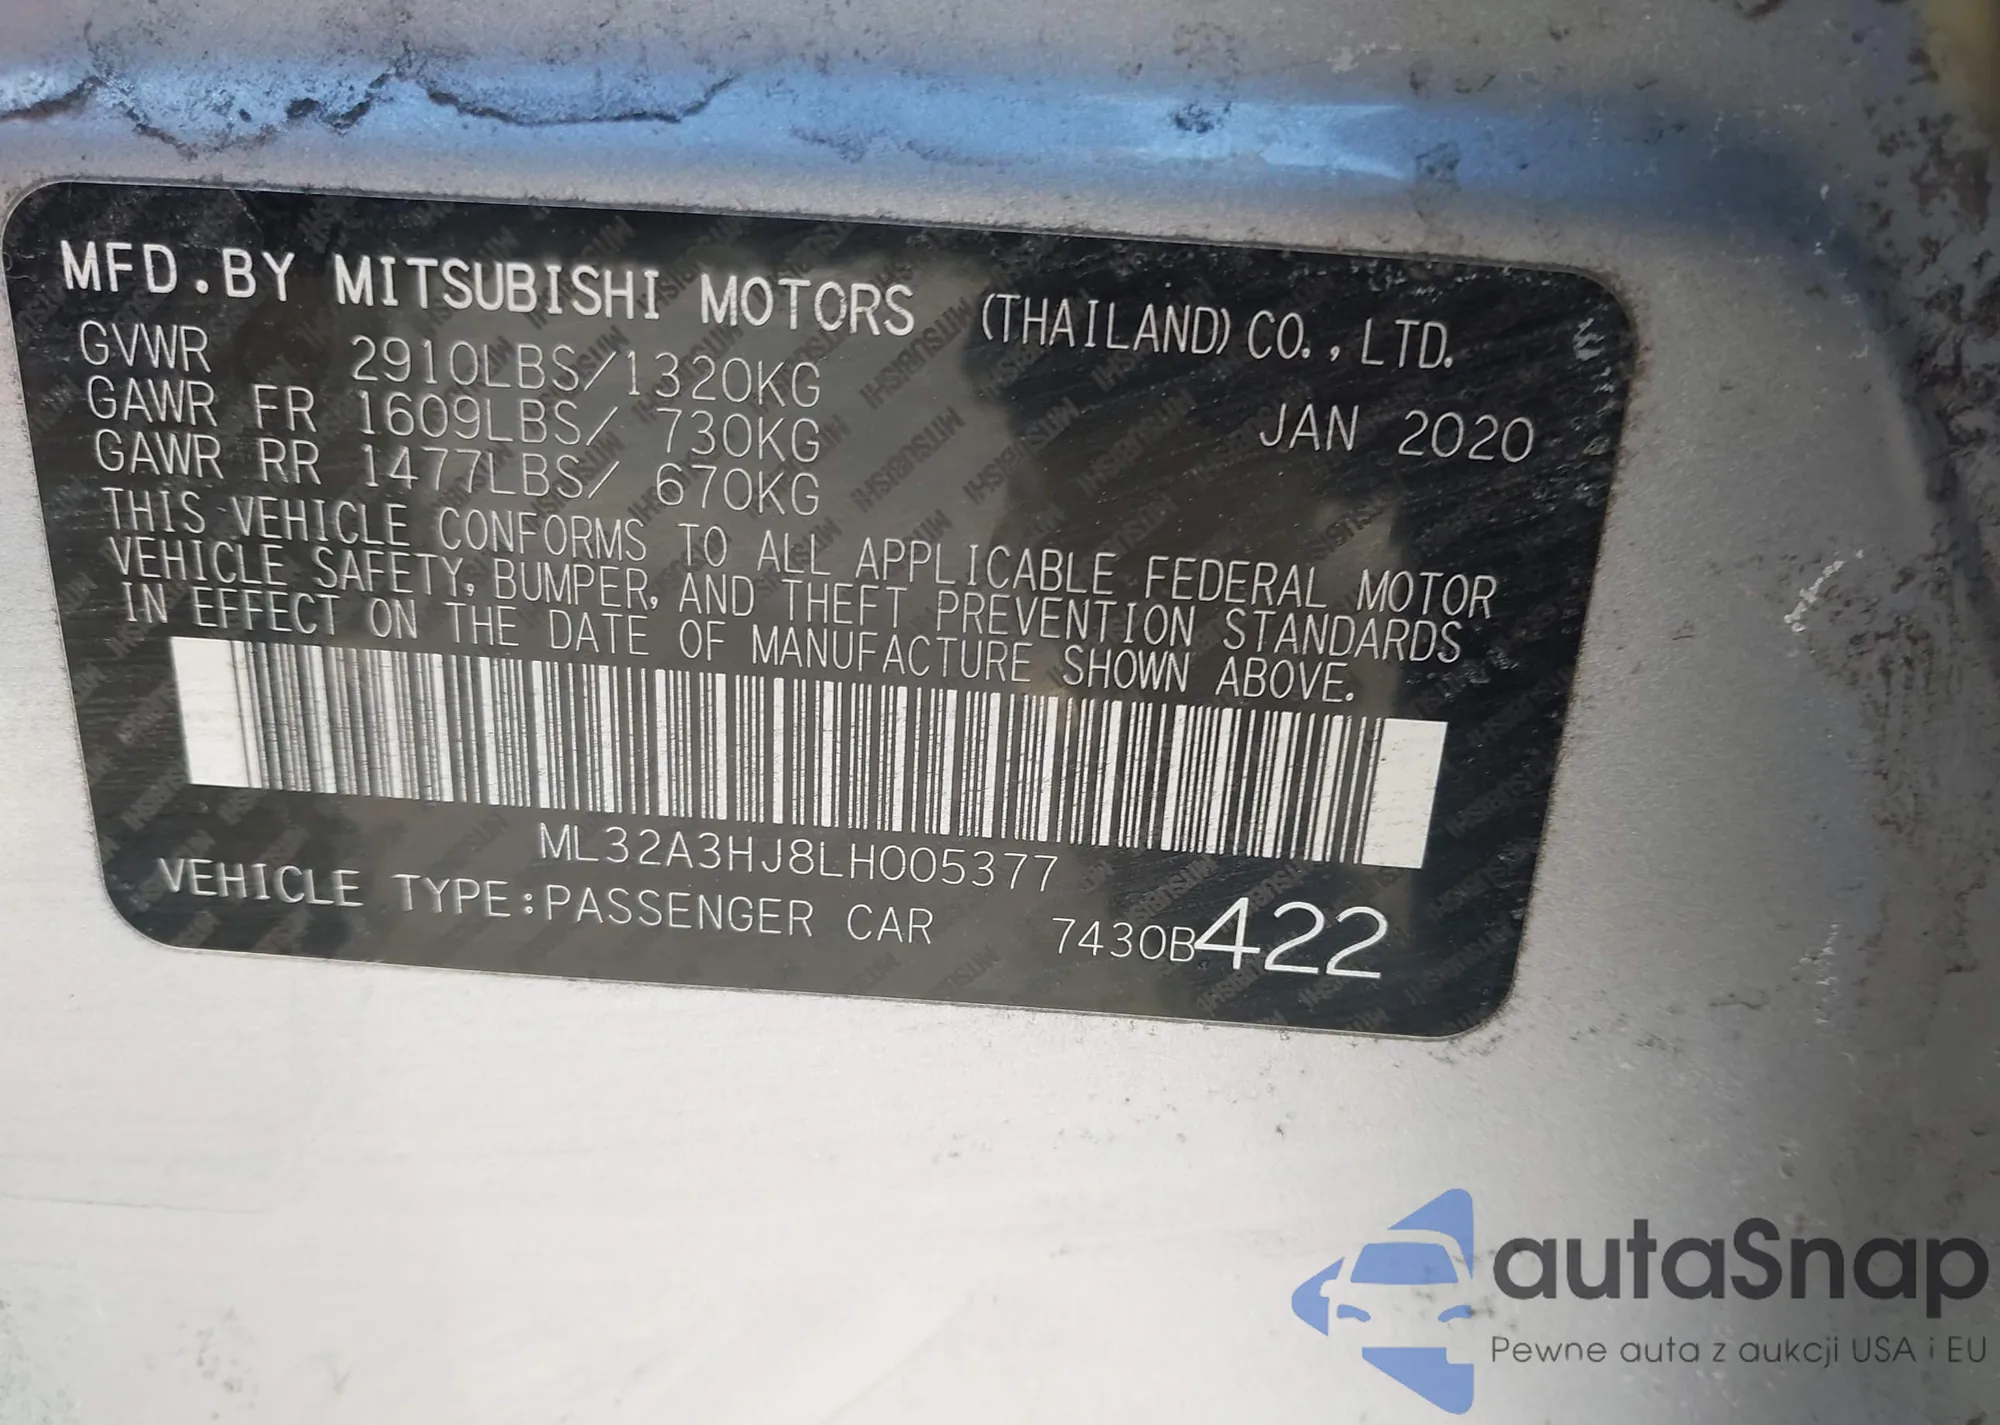 MFD.BY MITSUBISHI MOTORS (THAILAND) CO., LTD.
GVWR 2910LBS/1320KG
GAWR FR 1609LBS/ 730KG JAN 2020
GAWR RR 1477LBS/ 670KG
THIS VEHICLE CONFORMS TO ALL APPLICABLE FEDERAL MOTOR
VEHICLE SAFETY, BUMPER, AND THEFT PREVENTION STANDARDS
IN EFFECT ON THE DATE OF MANUFACTURE SHOWN ABOVE.
ML32A3HJ8LH005377
VEHICLE TYPE:PASSENGER CAR 7430B422
autaSnap
Pewne auta z aukcji USA i EU